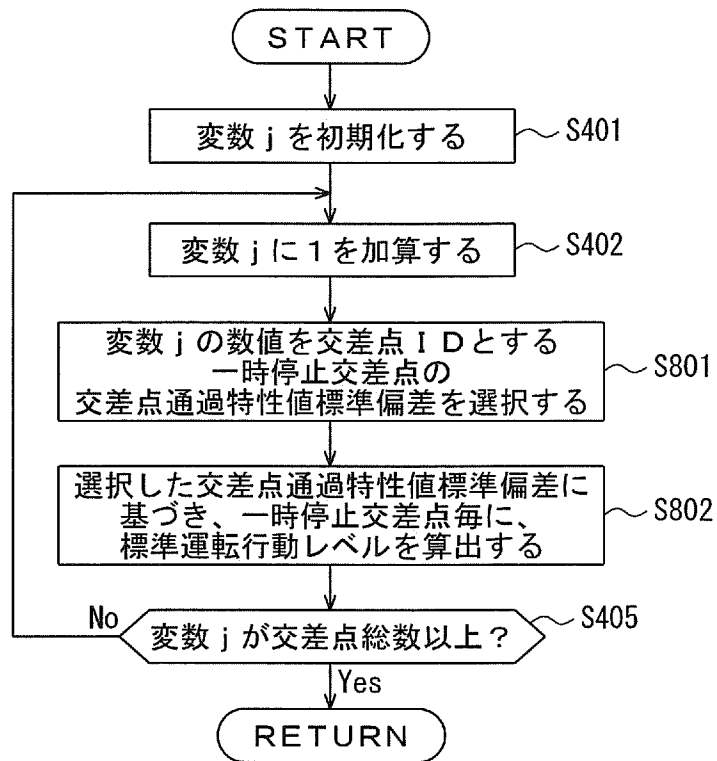 START
変数jを初期化する
S401
変数jに1を加算する
S402
変数jの数値を交差点IDとする
一時停止交差点の
交差点通過特性値標準偏差を選択する
S801
選択した交差点通過特性値標準偏差に
基づき、一時停止交差点毎に、
標準運転行動レベルを算出する
S802
変数jが交差点総数以上?
S405
No
Yes
RETURN